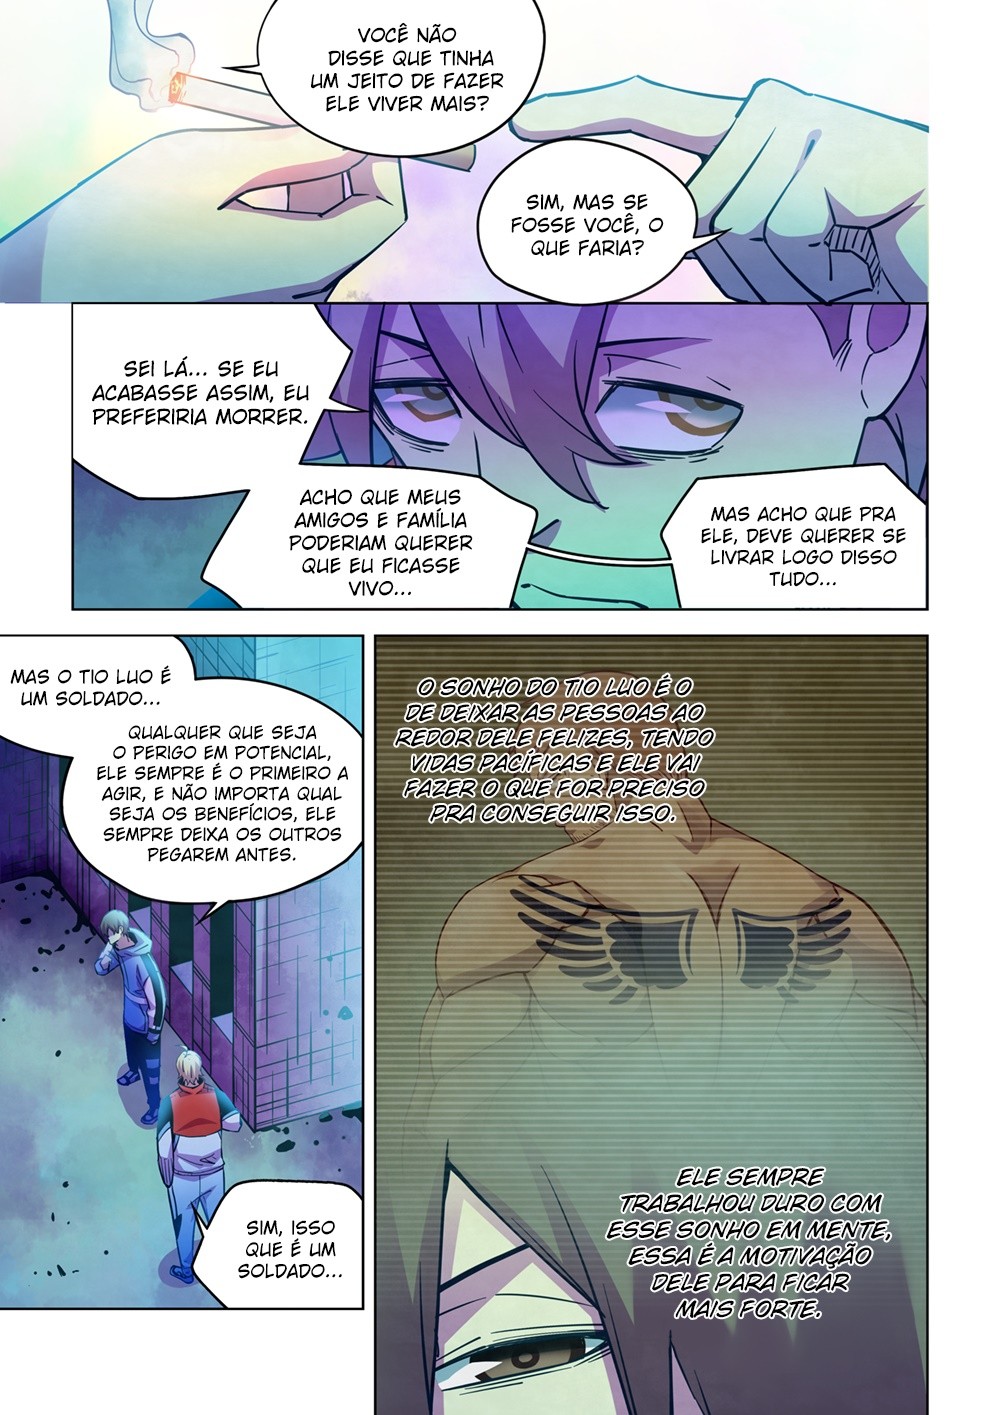 VOCÊ NÃO
DISSE QUE TINHA
UM JEITO DE FAZER
ELE VIVER MAIS?
SIM, MAS SE
FOSSE VOCÊ, O
QUE FARIA?
SEI LÁ... SE EU
ACABASSE ASSIM, EU
PREFERIRIA MORRER.
ACHO QUE MEUS
AMIGOS E FAMÍLIA
PODERIAM QUERER
QUE EU FICASSE
VIVO...
MAS ACHO QUE PRA
ELE, DEVE QUERER SE
LIVRAR LOGO DISSO
TUDO...
MAS O TIO LUO É
UM SOLDADO...
QUALQUER QUE SEJA
O PERIGO EM POTENCIAL,
ELE SEMPRE É O PRIMEIRO A
AGIR, E NÃO IMPORTA QUAL
SEJA OS BENEFÍCIOS, ELE
SEMPRE DEIXA OS OUTROS
PEGAREM ANTES.
SIM, ISSO
QUE É UM
SOLDADO...
O SONHO DO TIO LUO É O
DE DEIXAR AS PESSOAS AO
REDOR DELE FELIZES, TENDO
VIDAS PACÍFICAS E ELE VAI
FAZER O QUE FOR PRECISO
PRA CONSEGUIR ISSO.
ELE SEMPRE
TRABALHOU DURO COM
ESSE SONHO EM MENTE,
ESSA É A MOTIVAÇÃO
DELE PARA FICAR
MAIS FORTE.